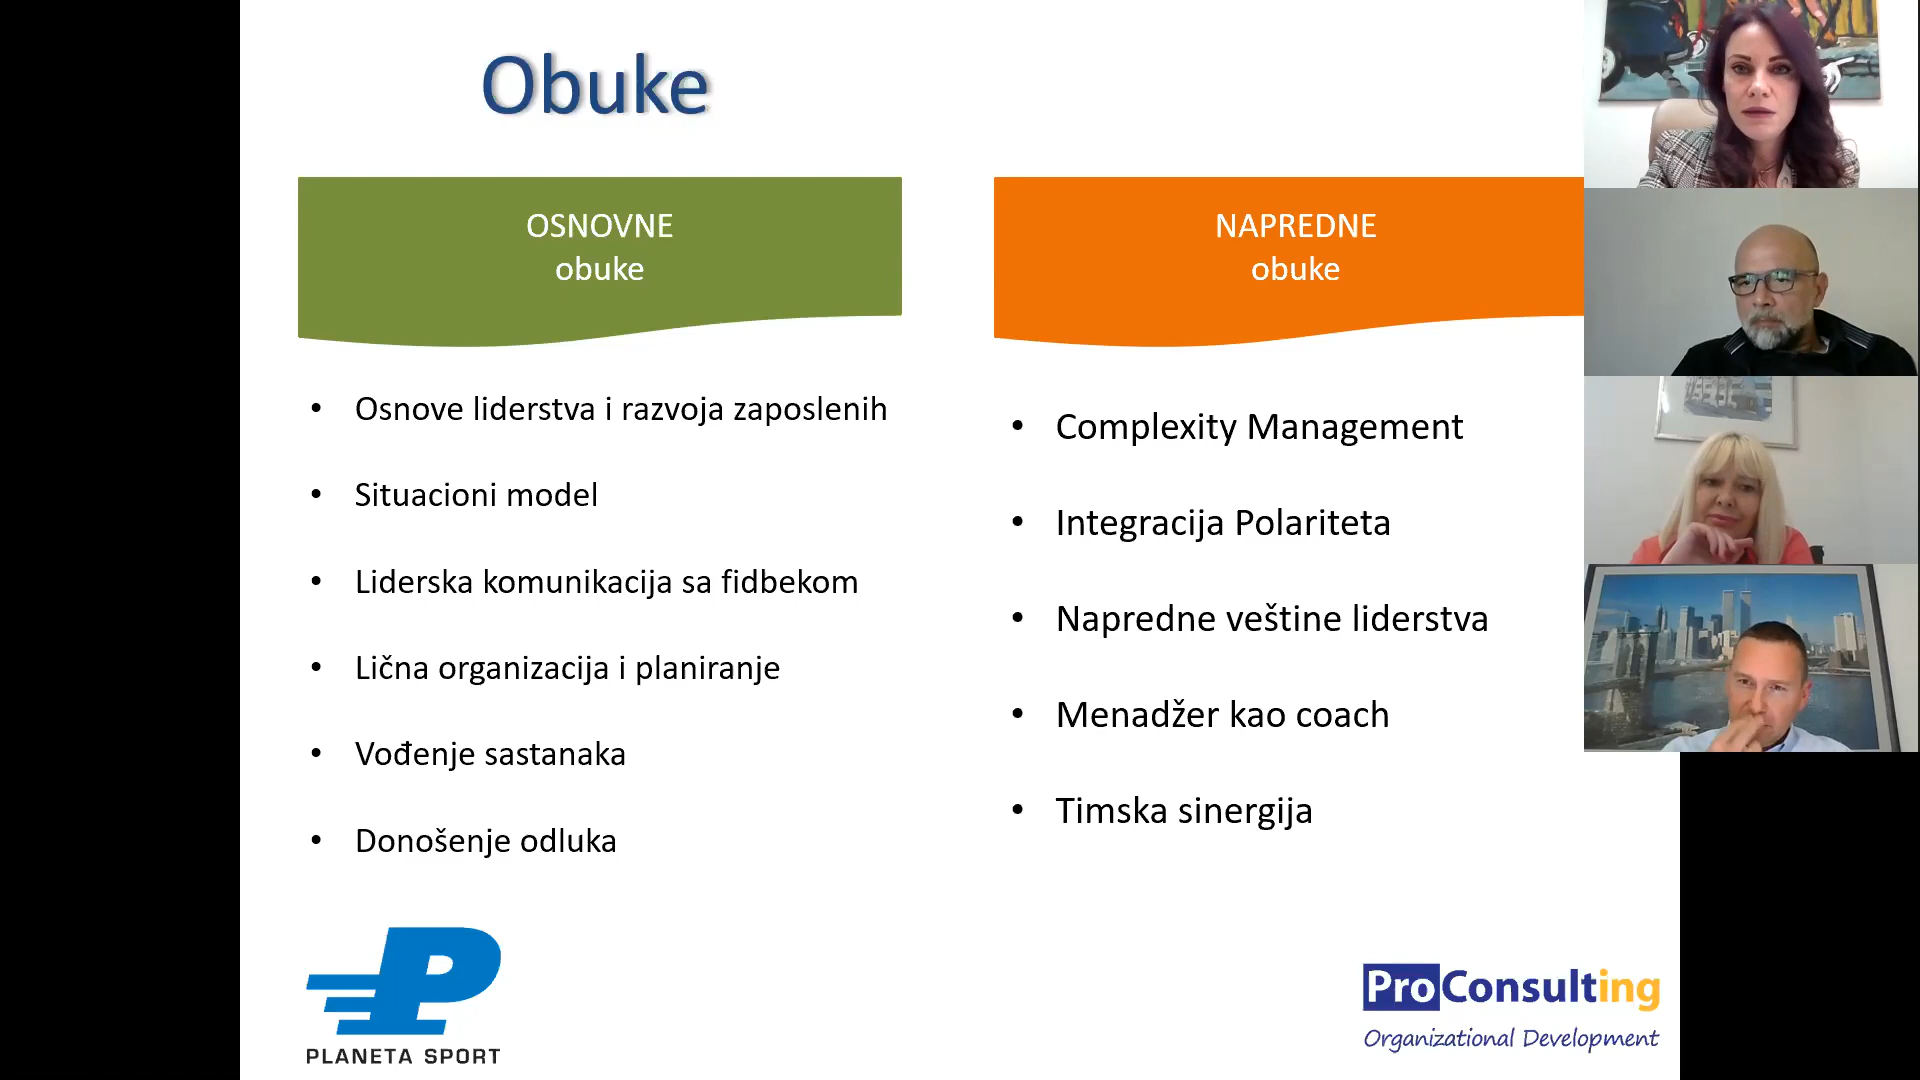 Obuke
OSNOVNE
obuke
• Osnove liderstva i razvoja zaposlenih
• Situacioni model
• Liderska komunikacija sa fidbekom
• Lična organizacija i planiranje
• Vođenje sastanaka
• Donošenje odluka
NAPREDNE
obuke
• Complexity Management
• Integracija Polariteta
• Napredne veštine liderstva
• Menadžer kao coach
• Timska sinergija
P
PLANETA SPORT
ProConsulting
Organizational Development